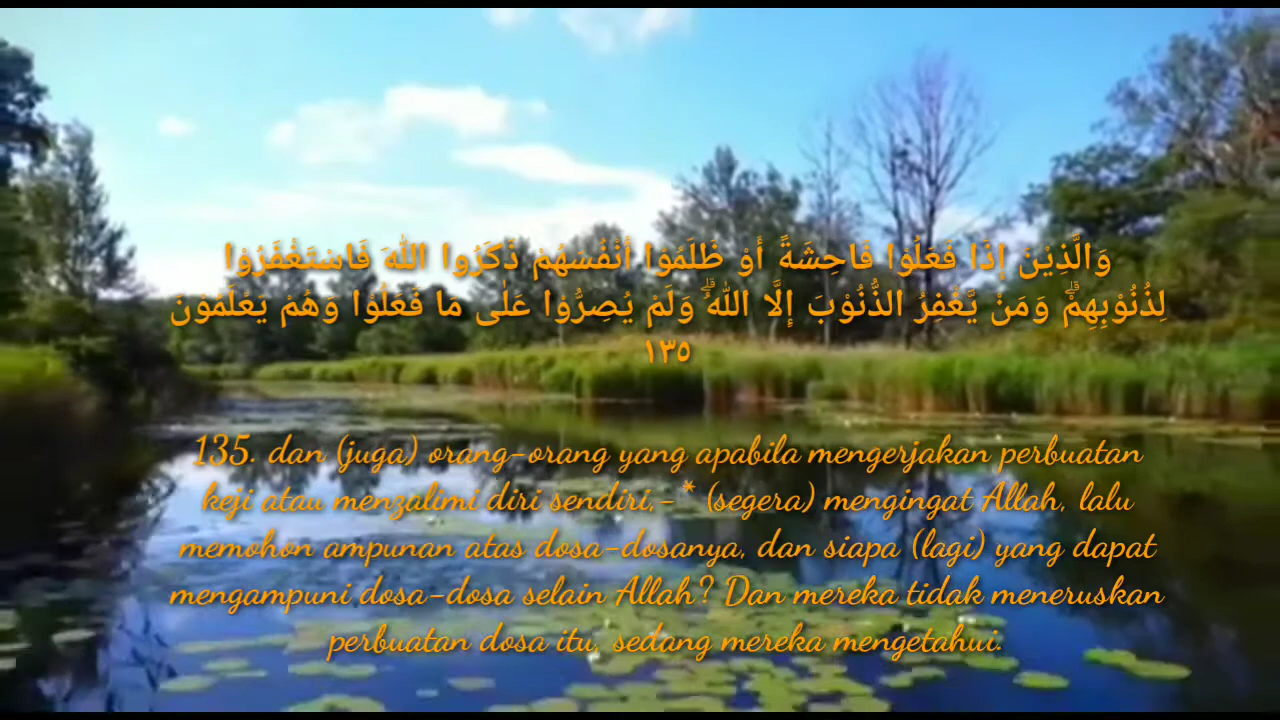 وَالَّذِيْنَ إِذَا فَعَلُوْا فَاحِشَةً أَوْ ظَلَمُوْا أَنْفُسَهُمْ ذَكَرُوا اللّٰهَ فَاسْتَغْفَرُوْا
لِذُنُوْبِهِمْۗ وَمَنْ يَّغْفِرُ الذُّنُوْبَ إِلَّا اللّٰهُ ۗ وَلَمْ يُصِرُّوْا عَلٰى مَا فَعَلُوْا وَهُمْ يَعْلَمُوْنَ
١٣٥
135. dan (juga) orang-orang yang apabila mengerjakan perbuatan
keji atau menzalimi diri sendiri,-* (segera) mengingat Allah, lalu
memohon ampunan atas dosa-dosanya, dan siapa (lagi) yang dapat
mengampuni dosa-dosa selain Allah? Dan mereka tidak meneruskan
perbuatan dosa itu, sedang mereka mengetahui.